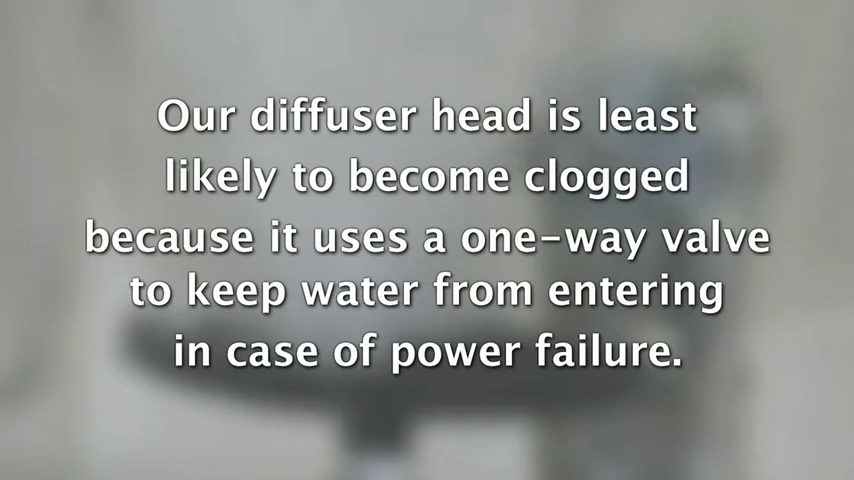 Our diffuser head is least
likely to become clogged
because it uses a one-way valve
to keep water from entering
in case of power failure.